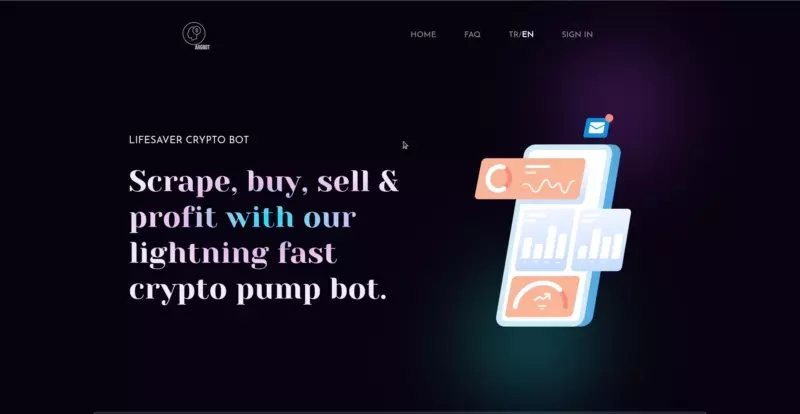 HOME FAQ TR/EN SIGN IN
LIFESAVER CRYPTO BOT
Scrape, buy, sell &
profit with our
lightning fast
crypto pump bot.